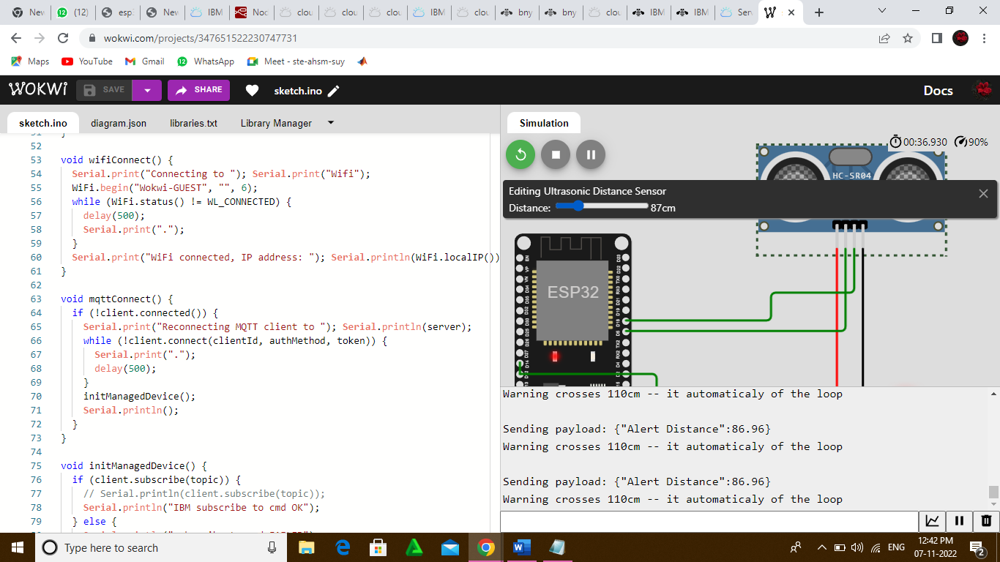 New
(12)
esp
New
IBM
Noc
clou
clou
clou
IBM
clou
bny
bny
clou
IBM
IBM
Ser
wokwi.com/projects/347651522230747731
Maps YouTube Gmail WhatsApp Meet - ste-ahsm-suy
WOKWI SAVE SHARE sketch.ino Docs
sketch.ino diagram.json libraries.txt Library Manager
52
53 void wifiConnect() {
54 Serial.print("Connecting to "); Serial.print("Wifi");
55 WiFi.begin("Wokwi-GUEST", "", 6);
56 while (WiFi.status() != WL_CONNECTED) {
57 delay(500);
58 Serial.print(".");
59 }
60 Serial.print("WiFi connected, IP address: "); Serial.println(WiFi.localIP())
61 }
62
63 void mqttConnect() {
64 if (!client.connected()) {
65 Serial.print("Reconnecting MQTT client to "); Serial.println(server);
66 while (!client.connect(clientId, authMethod, token)) {
67 Serial.print(".");
68 delay(500);
69 }
70 initManagedDevice();
71 Serial.println();
72 }
73 }
74
75 void initManagedDevice() {
76 if (client.subscribe(topic)) {
77 // Serial.println(client.subscribe(topic));
78 Serial.println("IBM subscribe to cmd OK");
79 } else {
Simulation
00:36.930 90%
HC-SR04
Editing Ultrasonic Distance Sensor
Distance: 87cm
ESP32
Warning crosses 110cm -- it automaticaly of the loop
Sending payload: {"Alert Distance":86.96}
Warning crosses 110cm -- it automaticaly of the loop
Sending payload: {"Alert Distance":86.96}
Warning crosses 110cm -- it automaticaly of the loop
Type here to search
ENG
12:42 PM
07-11-2022
2